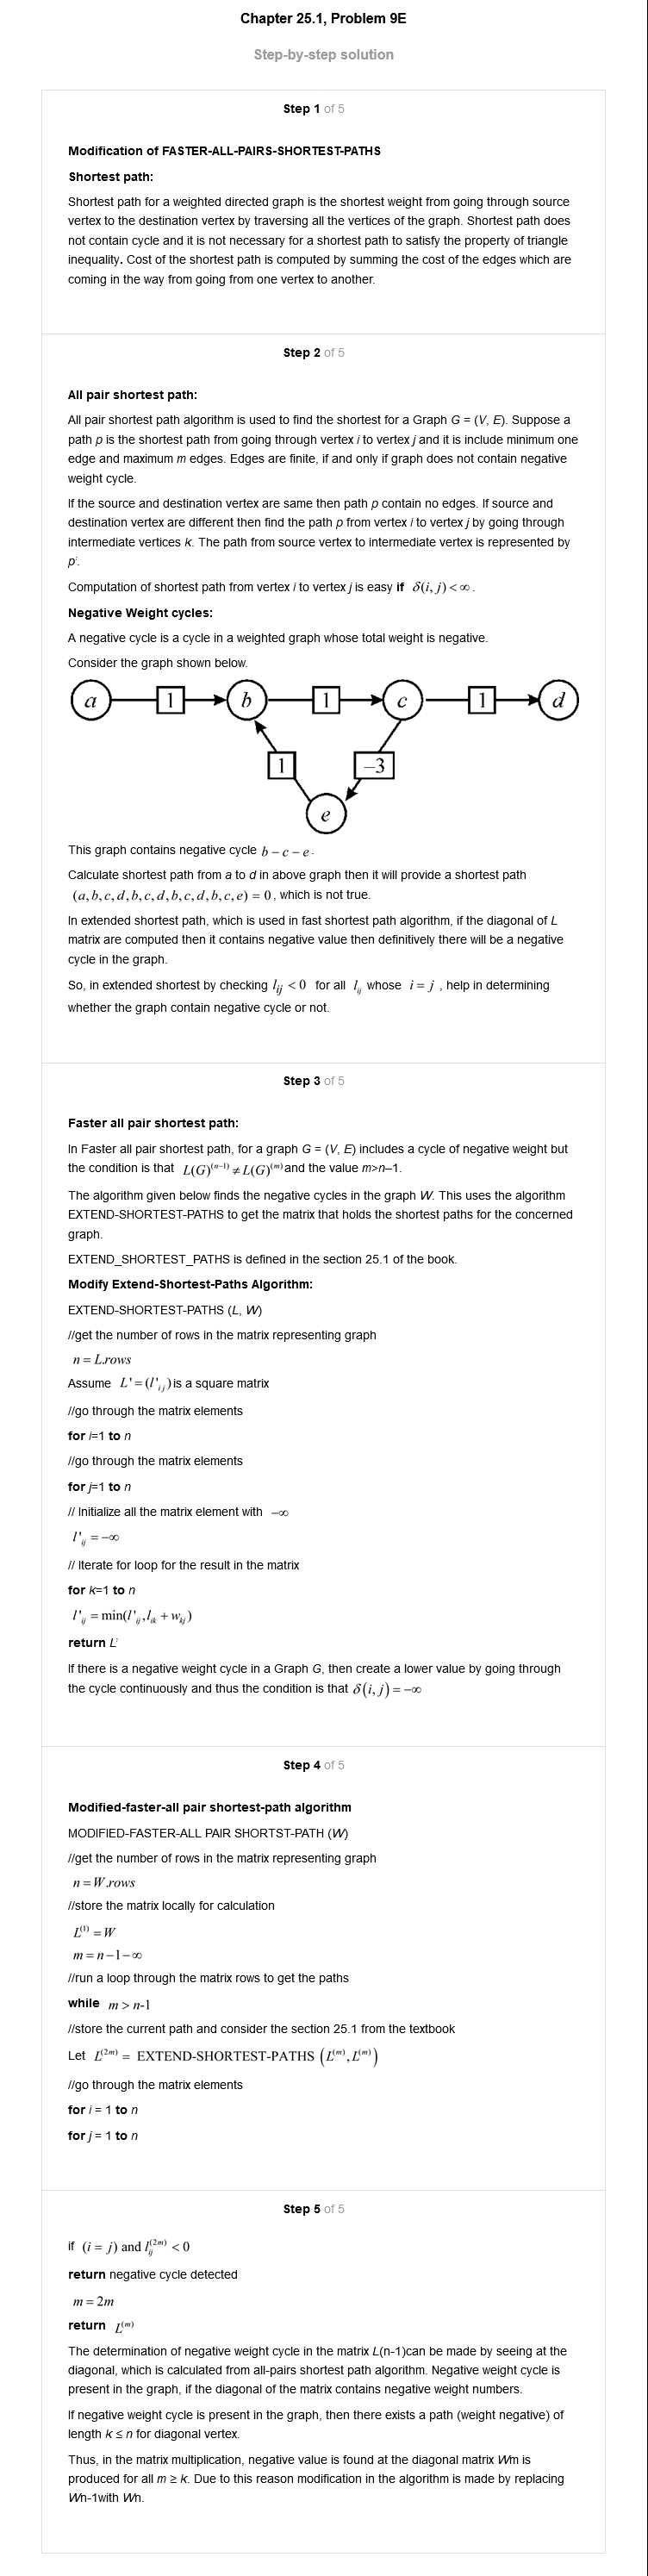 Chapter 25.1, Problem 9E
Step-by-step solution
Step 1 of 5
Modification of FASTER-ALL-PAIRS-SHORTEST-PATHS
Shortest path:
Shortest path for a weighted directed graph is the shortest weight from going through source
vertex to the destination vertex by traversing all the vertices of the graph. Shortest path does
not contain cycle and it is not necessary for a shortest path to satisfy the property of triangle
inequality. Cost of the shortest path is computed by summing the cost of the edges which are
coming in the way from going from one vertex to another.
Step 2 of 5
All pair shortest path:
All pair shortest path algorithm is used to find the shortest for a Graph G = (V, E). Suppose a
path p is the shortest path from going through vertex i to vertex j and it is include minimum one
edge and maximum m edges. Edges are finite, if and only if graph does not contain negative
weight cycle.
If the source and destination vertex are same then path p contain no edges. If source and
destination vertex are different then find the path p from vertex i to vertex j by going through
intermediate vertices k. The path from source vertex to intermediate vertex is represented by
p'.
Computation of shortest path from vertex i to vertex j is easy if δ(i, j) < ∞ .
Negative Weight cycles:
A negative cycle is a cycle in a weighted graph whose total weight is negative.
Consider the graph shown below.
a 1 b 1 c 1 d
1 -3
e
This graph contains negative cycle b – c – e .
Calculate shortest path from a to d in above graph then it will provide a shortest path
(a, b, c, d, b, c, d, b, c, d, b, c, e) = 0 , which is not true.
In extended shortest path, which is used in fast shortest path algorithm, if the diagonal of L
matrix are computed then it contains negative value then definitively there will be a negative
cycle in the graph.
So, in extended shortest by checking l_ij < 0 for all l_ij whose i = j , help in determining
whether the graph contain negative cycle or not.
Step 3 of 5
Faster all pair shortest path:
In Faster all pair shortest path, for a graph G = (V, E) includes a cycle of negative weight but
the condition is that L(G)^(n-1) ≠ L(G)^(m) and the value m>n–1.
The algorithm given below finds the negative cycles in the graph W. This uses the algorithm
EXTEND-SHORTEST-PATHS to get the matrix that holds the shortest paths for the concerned
graph.
EXTEND_SHORTEST_PATHS is defined in the section 25.1 of the book.
Modify Extend-Shortest-Paths Algorithm:
EXTEND-SHORTEST-PATHS (L, W)
//get the number of rows in the matrix representing graph
n = L.rows
Assume L' = (l'_ij) is a square matrix
//go through the matrix elements
for i=1 to n
//go through the matrix elements
for j=1 to n
// Initialize all the matrix element with –∞
l'_ij = –∞
// Iterate for loop for the result in the matrix
for k=1 to n
l'_ij = min(l'_ij, l_ik + w_kj)
return L'
If there is a negative weight cycle in a Graph G, then create a lower value by going through
the cycle continuously and thus the condition is that δ(i, j) = –∞
Step 4 of 5
Modified-faster-all pair shortest-path algorithm
MODIFIED-FASTER-ALL PAIR SHORTST-PATH (W)
//get the number of rows in the matrix representing graph
n = W.rows
//store the matrix locally for calculation
L^(1) = W
m = n – 1 – ∞
//run a loop through the matrix rows to get the paths
while m > n-1
//store the current path and consider the section 25.1 from the textbook
Let L^(2m) = EXTEND-SHORTEST-PATHS (L^(m), L^(m))
//go through the matrix elements
for i = 1 to n
for j = 1 to n
Step 5 of 5
if (i = j) and l_ij^(2m) < 0
return negative cycle detected
m = 2m
return L^(m)
The determination of negative weight cycle in the matrix L(n-1)can be made by seeing at the
diagonal, which is calculated from all-pairs shortest path algorithm. Negative weight cycle is
present in the graph, if the diagonal of the matrix contains negative weight numbers.
If negative weight cycle is present in the graph, then there exists a path (weight negative) of
length k ≤ n for diagonal vertex.
Thus, in the matrix multiplication, negative value is found at the diagonal matrix Wm is
produced for all m ≥ k. Due to this reason modification in the algorithm is made by replacing
Wn-1with Wn.